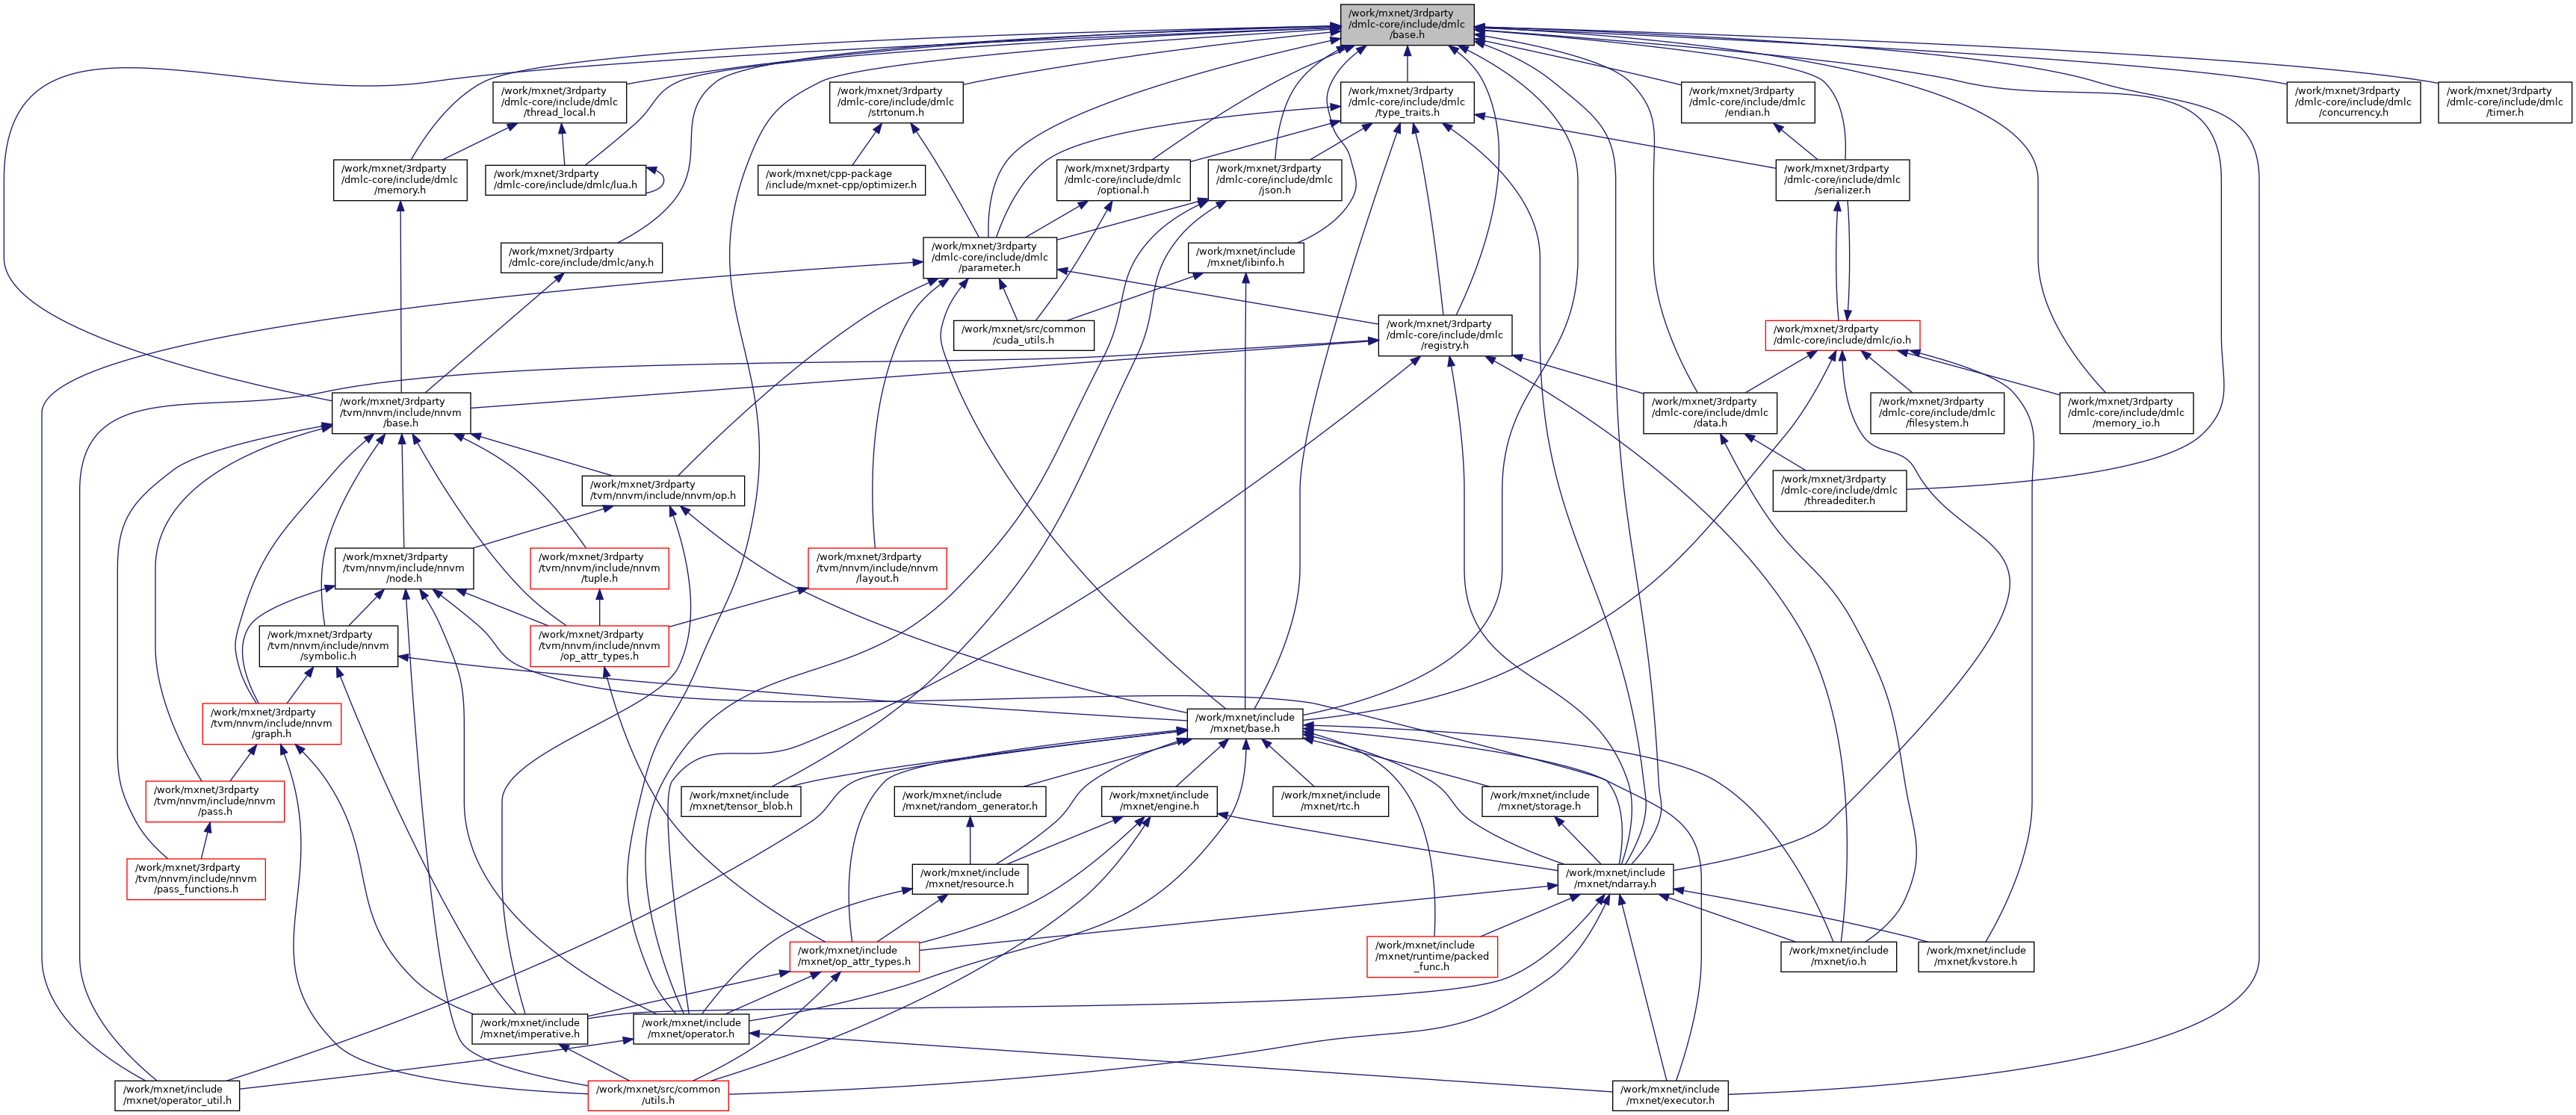 /work/mxnet/3rdparty
/dmlc-core/include/dmlc
/base.h
/work/mxnet/3rdparty
/dmlc-core/include/dmlc
/thread_local.h
/work/mxnet/3rdparty
/dmlc-core/include/dmlc
/strtonum.h
/work/mxnet/3rdparty
/dmlc-core/include/dmlc
/type_traits.h
/work/mxnet/3rdparty
/dmlc-core/include/dmlc
/endian.h
/work/mxnet/3rdparty
/dmlc-core/include/dmlc
/concurrency.h
/work/mxnet/3rdparty
/dmlc-core/include/dmlc
/timer.h
/work/mxnet/3rdparty
/dmlc-core/include/dmlc
/memory.h
/work/mxnet/3rdparty
/dmlc-core/include/dmlc/lua.h
/work/mxnet/cpp-package
/include/mxnet-cpp/optimizer.h
/work/mxnet/3rdparty
/dmlc-core/include/dmlc
/optional.h
/work/mxnet/3rdparty
/dmlc-core/include/dmlc
/json.h
/work/mxnet/3rdparty
/dmlc-core/include/dmlc
/serializer.h
/work/mxnet/3rdparty
/dmlc-core/include/dmlc/any.h
/work/mxnet/3rdparty
/dmlc-core/include/dmlc
/parameter.h
/work/mxnet/include
/mxnet/libinfo.h
/work/mxnet/src/common
/cuda_utils.h
/work/mxnet/3rdparty
/dmlc-core/include/dmlc
/registry.h
/work/mxnet/3rdparty
/dmlc-core/include/dmlc/io.h
/work/mxnet/3rdparty
/tvm/nnvm/include/nnvm
/base.h
/work/mxnet/3rdparty
/dmlc-core/include/dmlc
/data.h
/work/mxnet/3rdparty
/dmlc-core/include/dmlc
/filesystem.h
/work/mxnet/3rdparty
/dmlc-core/include/dmlc
/memory_io.h
/work/mxnet/3rdparty
/tvm/nnvm/include/nnvm/op.h
/work/mxnet/3rdparty
/dmlc-core/include/dmlc
/threadediter.h
/work/mxnet/3rdparty
/tvm/nnvm/include/nnvm
/node.h
/work/mxnet/3rdparty
/tvm/nnvm/include/nnvm
/tuple.h
/work/mxnet/3rdparty
/tvm/nnvm/include/nnvm
/layout.h
/work/mxnet/3rdparty
/tvm/nnvm/include/nnvm
/symbolic.h
/work/mxnet/3rdparty
/tvm/nnvm/include/nnvm
/op_attr_types.h
/work/mxnet/3rdparty
/tvm/nnvm/include/nnvm
/graph.h
/work/mxnet/include
/mxnet/base.h
/work/mxnet/3rdparty
/tvm/nnvm/include/nnvm
/pass.h
/work/mxnet/include
/mxnet/tensor_blob.h
/work/mxnet/include
/mxnet/random_generator.h
/work/mxnet/include
/mxnet/engine.h
/work/mxnet/include
/mxnet/rtc.h
/work/mxnet/include
/mxnet/storage.h
/work/mxnet/3rdparty
/tvm/nnvm/include/nnvm
/pass_functions.h
/work/mxnet/include
/mxnet/resource.h
/work/mxnet/include
/mxnet/ndarray.h
/work/mxnet/include
/mxnet/op_attr_types.h
/work/mxnet/include
/mxnet/runtime/packed
_func.h
/work/mxnet/include
/mxnet/io.h
/work/mxnet/include
/mxnet/kvstore.h
/work/mxnet/include
/mxnet/imperative.h
/work/mxnet/include
/mxnet/operator.h
/work/mxnet/include
/mxnet/operator_util.h
/work/mxnet/src/common
/utils.h
/work/mxnet/include
/mxnet/executor.h